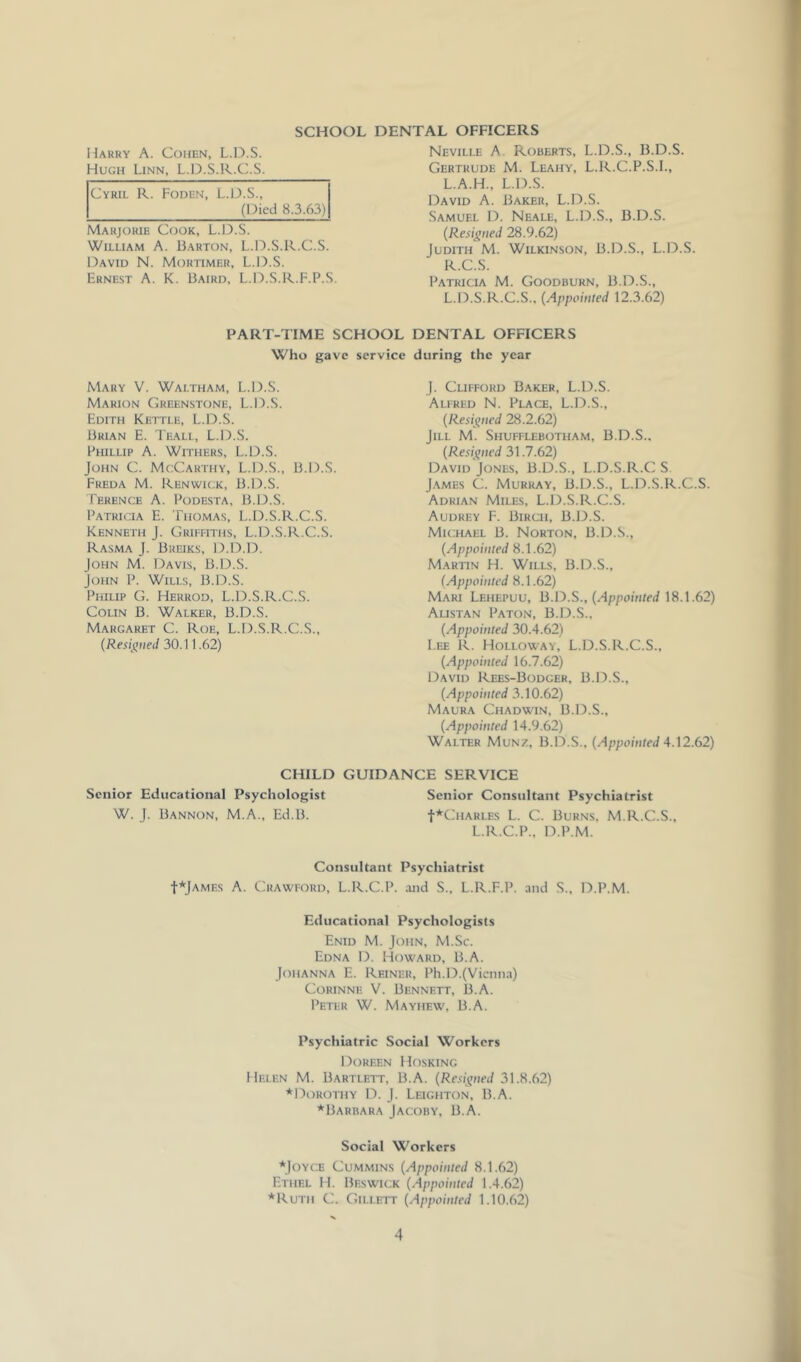 SCHOOL DENTAL OFFICERS
Harry A. Cohen, L.D.S.
Hugh Linn, L.D.S.R.C.S.
Cyril R. Foden, L.D.S.,
(Died 8.3.63)
Marjorie Cook, L.D.S.
William A. Barton, L.D.S.R.C.S.
David N. Mortimer, L.D.S.
Ernest A. K. Baird, L.D.S.R.F.P.S.
Neville A. Roberts, L.D.S., B.D.S.
Gertrude M. Leahy, L.R.C.P.S.I.,
L.A.H., L.D.S.
David A. Baker, L.D.S.
Samuel D. Neale, L.D.S., B.D.S.
(Resigned 28.9.62)
Judith M. Wilkinson, B.D.S., L.D.S.
R.C.S.
Patricia M. Goodburn, B.D.S.,
L.D.S.R.C.S., (Appointed 12.3.62)
PART-TIME SCHOOL DENTAL OFFICERS
Who gave service during the year
Mary V. Waltham, L.D.S.
Marion Greenstone, L.D.S.
Edith Kettle, L.D.S.
Brian E. Teall, L.D.S.
Phillip A. Withers, L.D.S.
John C. McCarthy, L.D.S., B.D.S.
Freda M. Renwick, B.D.S.
Terence A. Podesta, B.D.S.
Patricia E. Thomas, L.D.S.R.C.S.
Kenneth J. Griffiths, L.D.S.R.C.S.
Rasma J. Breiks, D.D.D.
John M. Davis, B.D.S.
John P. Wills, B.D.S.
Philip G. Herrod, L.D.S.R.C.S.
Colin B. Walker, B.D.S.
Margaret C. Roe, L.D.S.R.C.S.,
(Resigned 30.11.62)
J. Clifford Baker, L.D.S.
Alfred N. Place, L.D.S.,
(Resigned 28.2.62)
Jill M. Shufflebotham, B.D.S..
(Resigned 31.7.62)
David Jones, B.D.S., L.D.S.R.C S
James C. Murray, B.D.S., L.D.S.R.C.S.
Adrian Miles, L.D.S.R.C.S.
Audrey F. Birch, B.D.S.
Michael B. Norton, B.D.S.,
(Appointed 8.1.62)
Martin H. Wills, B.D.S.,
(Appointed 8.1.62)
Mari Lehepuu, B.D.S., (Appointed 18.1.62)
Alistan Paton, B.D.S.,
(Appointed 30.4.62)
Lee R. Holloway, L.D.S.R.C.S.,
(Appointed 16.7.62)
David Rees-Bodger, B.D.S.,
(Appointed 3.10.62)
Maura Chadwin, B.D.S.,
(Appointed 14.9.62)
Walter Munz, B.D.S., (Appointed 4.12.62)
CHILD GUIDANCE SERVICE
Senior Educational Psychologist
W. J. Bannon, M.A., Ed.B.
Senior Consultant Psychiatrist
†*Charles L. C. Burns, M.R.C.S.,
L.R.C.P., D.P.M.
Consultant Psychiatrist
†*James A. Crawford, L.R.C.P. and S., L.R.F.P. and S., D.P.M.
Educational Psychologists
Enid M. John, M.Sc.
Edna D. Howard, B.A.
Johanna E. Reiner, Ph.D.(Vienna)
Corinne V. Bennett, B.A.
Peter W. Mayhew, B.A.
Psychiatric Social Workers
Doreen Hosking
Helen M. Bartlett, B.A. (Resigned 31.8.62)
*Dorothy D. J. Leighton, B.A.
*Barbara Jacoby, B.A.
Social Workers
*Joyce Cummins (Appointed 8.1.62)
Ethel H. Beswick (Appointed 1.4.62)
*Ruth C. Gillett (Appointed 1.10.62)
4